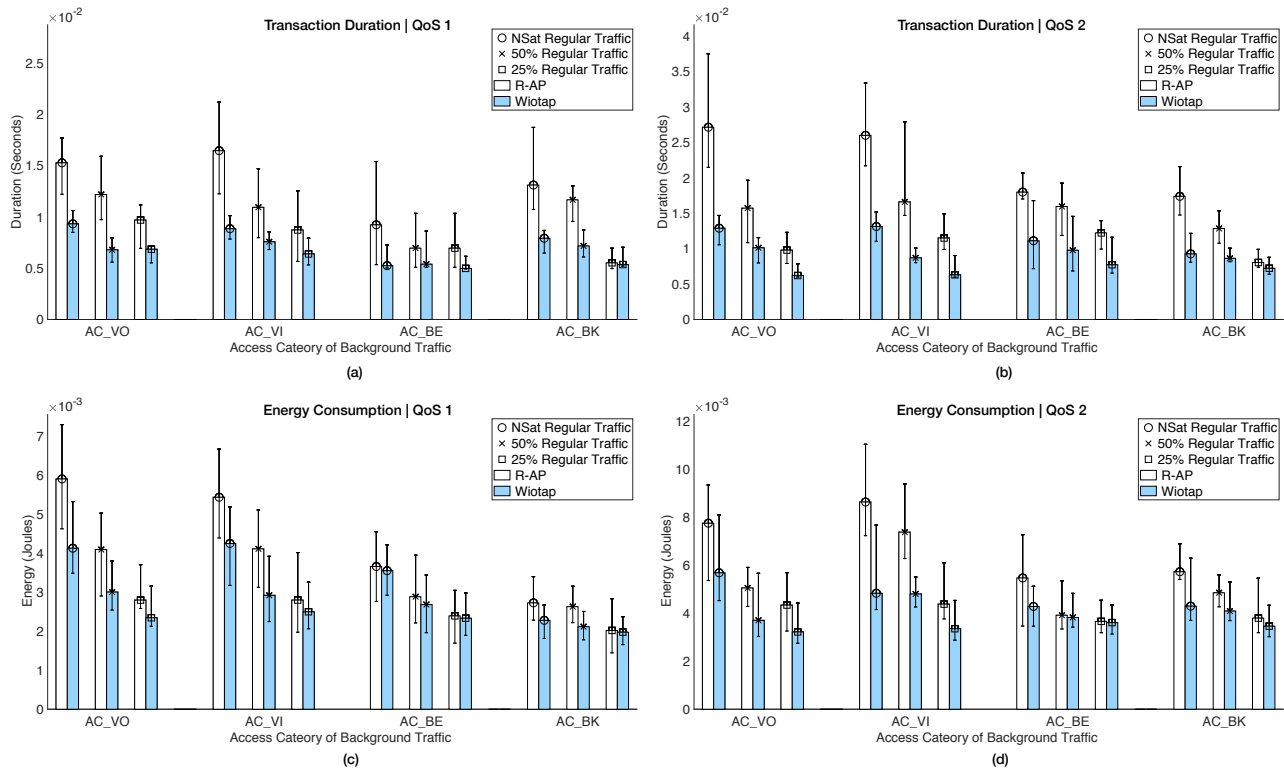 ×10⁻²
Transaction Duration | QoS 1
NSat Regular Traffic
50% Regular Traffic
25% Regular Traffic
R-AP
Wiotap
2.5
2
1.5
1
0.5
0
Duration (Seconds)
AC_VO AC_VI AC_BE AC_BK
Access Cateory of Background Traffic
(a)
×10⁻²
Transaction Duration | QoS 2
NSat Regular Traffic
50% Regular Traffic
25% Regular Traffic
R-AP
Wiotap
4
3.5
3
2.5
2
1.5
1
0.5
0
Duration (Seconds)
AC_VO AC_VI AC_BE AC_BK
Access Cateory of Background Traffic
(b)
×10⁻³
Energy Consumption | QoS 1
NSat Regular Traffic
50% Regular Traffic
25% Regular Traffic
R-AP
Wiotap
7
6
5
4
3
2
1
0
Energy (Joules)
AC_VO AC_VI AC_BE AC_BK
Access Cateory of Background Traffic
(c)
×10⁻³
Energy Consumption | QoS 2
NSat Regular Traffic
50% Regular Traffic
25% Regular Traffic
R-AP
Wiotap
12
10
8
6
4
2
0
Energy (Joules)
AC_VO AC_VI AC_BE AC_BK
Access Cateory of Background Traffic
(d)